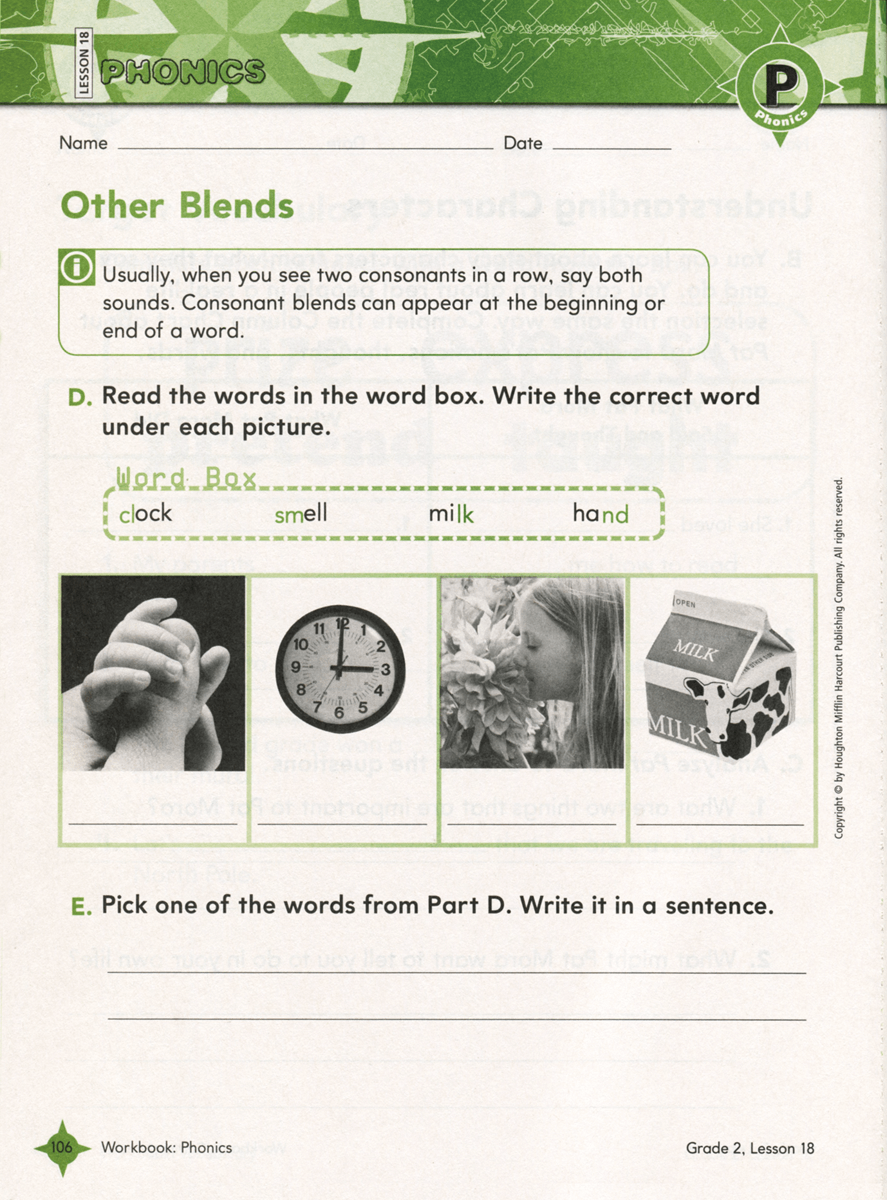 LESSON 18
PHONICS
P
Phonics
Name Date
Other Blends
i
Usually, when you see two consonants in a row, say both
sounds. Consonant blends can appear at the beginning or
end of a word.
D. Read the words in the word box. Write the correct word
under each picture.
Word Box
clock smell milk hand
12
1
2
3
4
5
6
7
8
9
10
11
OPEN
MILK
MILK
E. Pick one of the words from Part D. Write it in a sentence.
Copyright © by Houghton Mifflin Harcourt Publishing Company. All rights reserved.
106 Workbook: Phonics Grade 2, Lesson 18